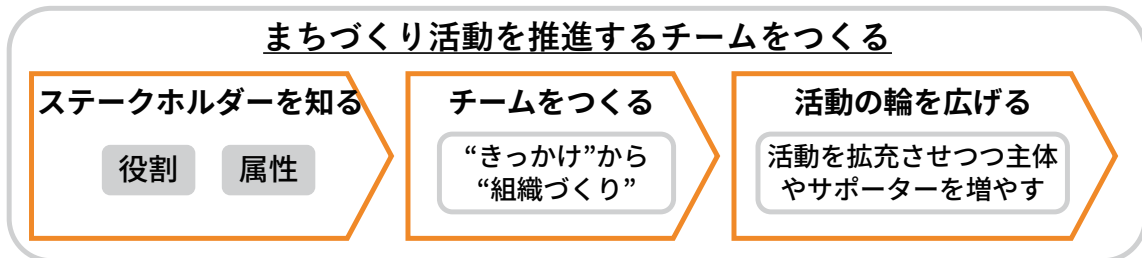 まちづくり活動を推進するチームをつくる
ステークホルダーを知る
役割
属性
チームをつくる
“きっかけ”から
“組織づくり”
活動の輪を広げる
活動を拡充させつつ主体
やサポーターを増やす